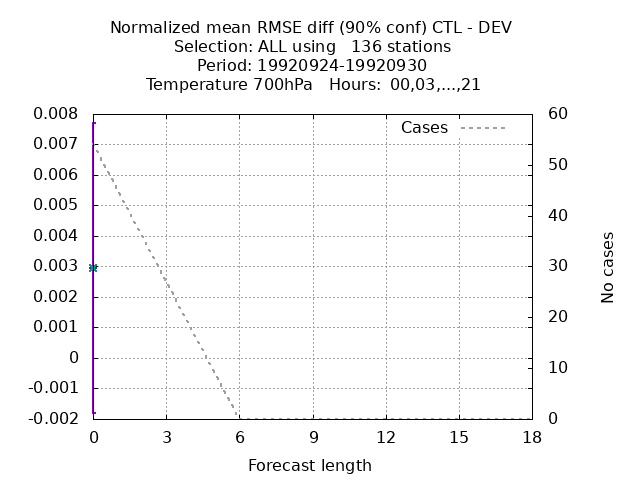 Normalized mean RMSE diff (90% conf) CTL - DEV
Selection: ALL using   136 stations
Period: 19920924-19920930
Temperature 700hPa   Hours:  00,03,...,21
Cases
0.008
0.007
0.006
0.005
0.004
0.003
0.002
0.001
0
-0.001
-0.002
60
50
40
30
20
10
0
No cases
0 3 6 9 12 15 18
Forecast length